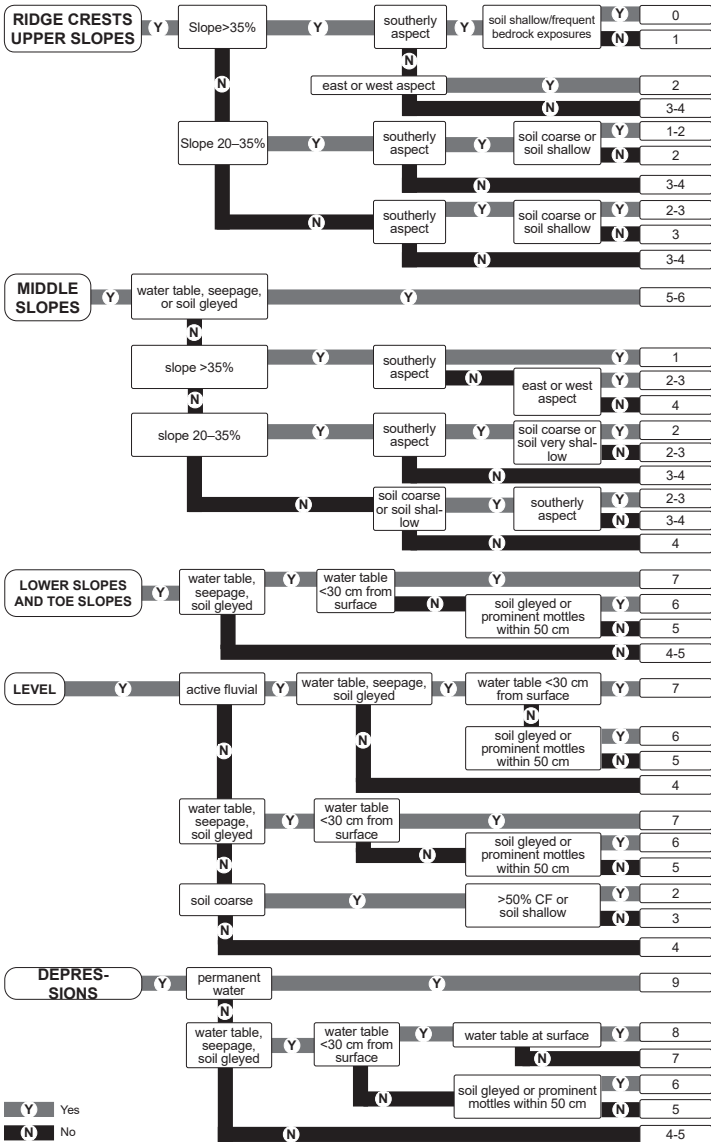 RIDGE CRESTS
UPPER SLOPES
Y
Slope>35%
Y
southerly
aspect
Y
soil shallow/frequent
bedrock exposures
Y
0
N
1
N
N
east or west aspect
Y
2
N
3-4
Slope 20–35%
Y
southerly
aspect
Y
soil coarse or
soil shallow
Y
1-2
N
2
N
3-4
N
southerly
aspect
Y
soil coarse or
soil shallow
Y
2-3
N
3
N
3-4
MIDDLE
SLOPES
Y
water table, seepage,
or soil gleyed
Y
5-6
N
slope >35%
Y
southerly
aspect
Y
1
N
east or west
aspect
Y
2-3
N
4
N
slope 20–35%
Y
southerly
aspect
Y
soil coarse or
soil very shal-
low
Y
2
N
2-3
N
3-4
N
soil coarse
or soil shal-
low
Y
southerly
aspect
Y
2-3
N
3-4
N
4
LOWER SLOPES
AND TOE SLOPES
Y
water table,
seepage,
soil gleyed
Y
water table
<30 cm from
surface
Y
7
N
soil gleyed or
prominent mottles
within 50 cm
Y
6
N
5
N
4-5
LEVEL
Y
active fluvial
Y
water table, seepage,
soil gleyed
Y
water table <30 cm
from surface
Y
7
N
soil gleyed or
prominent mottles
within 50 cm
Y
6
N
5
N
4
N
water table,
seepage,
soil gleyed
Y
water table
<30 cm from
surface
Y
7
N
soil gleyed or
prominent mottles
within 50 cm
Y
6
N
5
N
soil coarse
Y
>50% CF or
soil shallow
Y
2
N
3
N
4
DEPRES-
SIONS
Y
permanent
water
Y
9
N
water table,
seepage,
soil gleyed
Y
water table
<30 cm from
surface
Y
water table at surface
Y
8
N
7
N
soil gleyed or prominent
mottles within 50 cm
Y
6
N
5
N
4-5
Y Yes
N No